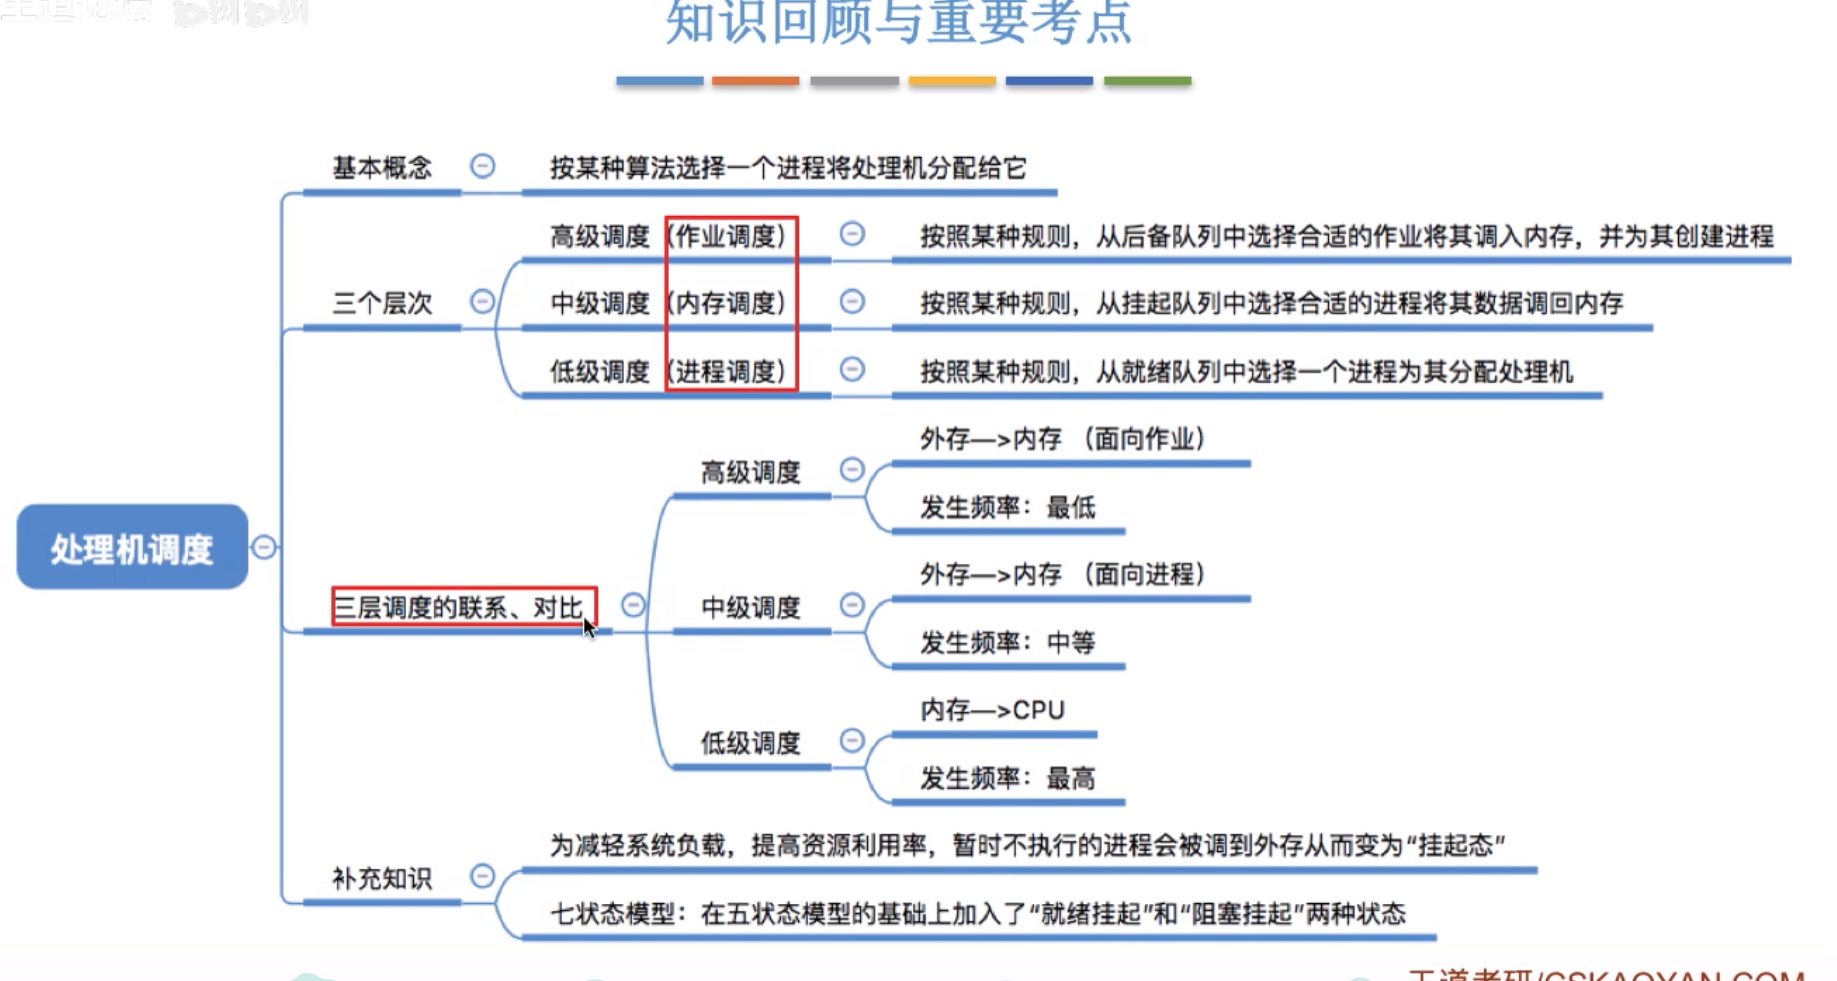 知识回顾与重要考点
基本概念
按某种算法选择一个进程将处理机分配给它
高级调度（作业调度）
按照某种规则，从后备队列中选择合适的作业将其调入内存，并为其创建进程
三个层次
中级调度（内存调度）
按照某种规则，从挂起队列中选择合适的进程将其数据调回内存
低级调度（进程调度）
按照某种规则，从就绪队列中选择一个进程为其分配处理机
外存—>内存 （面向作业）
高级调度
发生频率：最低
处理机调度
外存—>内存 （面向进程）
三层调度的联系、对比
中级调度
发生频率：中等
内存—>CPU
低级调度
发生频率：最高
为减轻系统负载，提高资源利用率，暂时不执行的进程会被调到外存从而变为“挂起态”
补充知识
七状态模型：在五状态模型的基础上加入了“就绪挂起”和“阻塞挂起”两种状态
王道考研/CSKAOYAN.COM